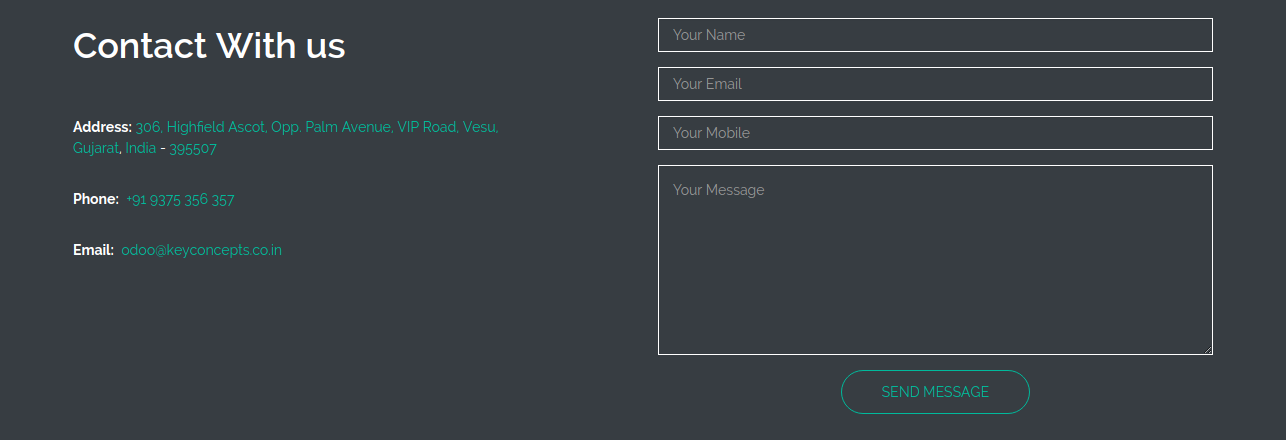 Contact With us
Address: 306, Highfield Ascot, Opp. Palm Avenue, VIP Road, Vesu,
Gujarat, India - 395507
Phone: +91 9375 356 357
Email: odoo@keyconcepts.co.in
Your Name
Your Email
Your Mobile
Your Message
SEND MESSAGE